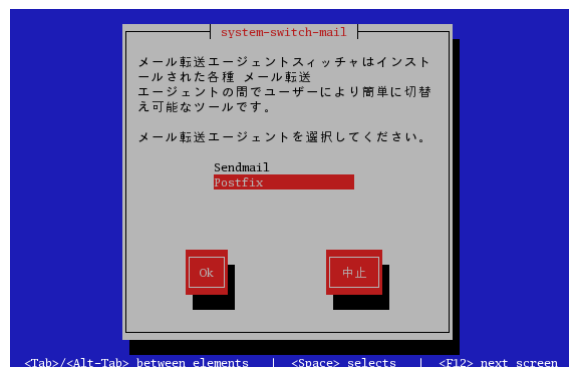 system-switch-mail
メール転送エージェントスィッチャはインスト
ールされた各種 メール転送
エージェントの間でユーザーにより簡単に切替
え可能なツールです。
メール転送エージェントを選択してください。
Sendmail
Postfix
Ok
中止
<Tab>/<Alt-Tab> between elements | <Space> selects | <F12> next screen